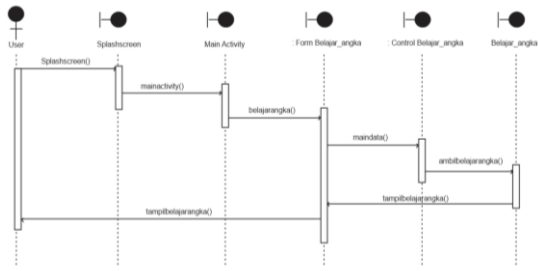 User
Splashscreen
Main Activity
: Form Belajar_angka
: Control Belajar_angka
Belajar_angka
Splashscreen()
mainactivity()
belajarangka()
maindata()
ambilbelajarangka()
tampilbelajarangka()
tampilbelajarangka()